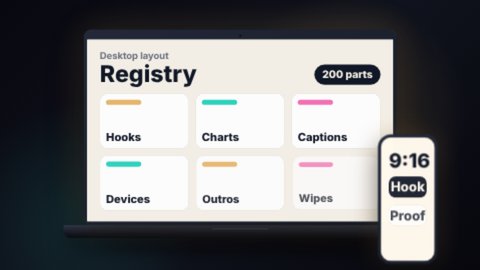 Desktop layout
Registry
200 parts
Hooks
Charts
Captions
Devices
Outros
Wipes
9:16
Hook
Proof